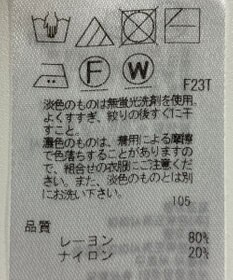 F W F23T
淡色のものは無蛍光洗剤を使用、
よくすすぎ、絞りの後すぐに干
すこと。
濃色のものは、着用による摩擦
で色落ちすることがありますの
で、組合せの衣服にご注意くださ
い。また、淡色のものとは別
にお洗い下さい。
105
品質
レーヨン 80%
ナイロン 20%